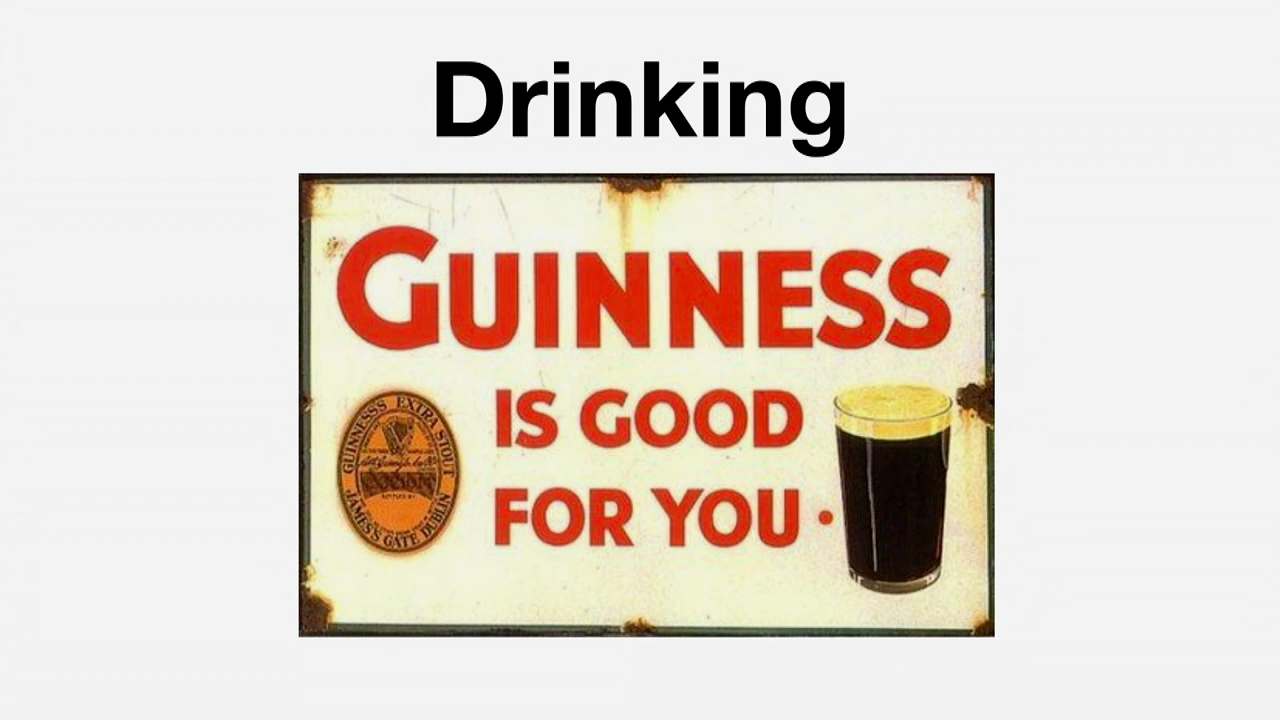 Drinking
GUINNESS
IS GOOD
FOR YOU.
GUINNESS'S EXTRA STOUT
JAMES'S GATE DUBLIN